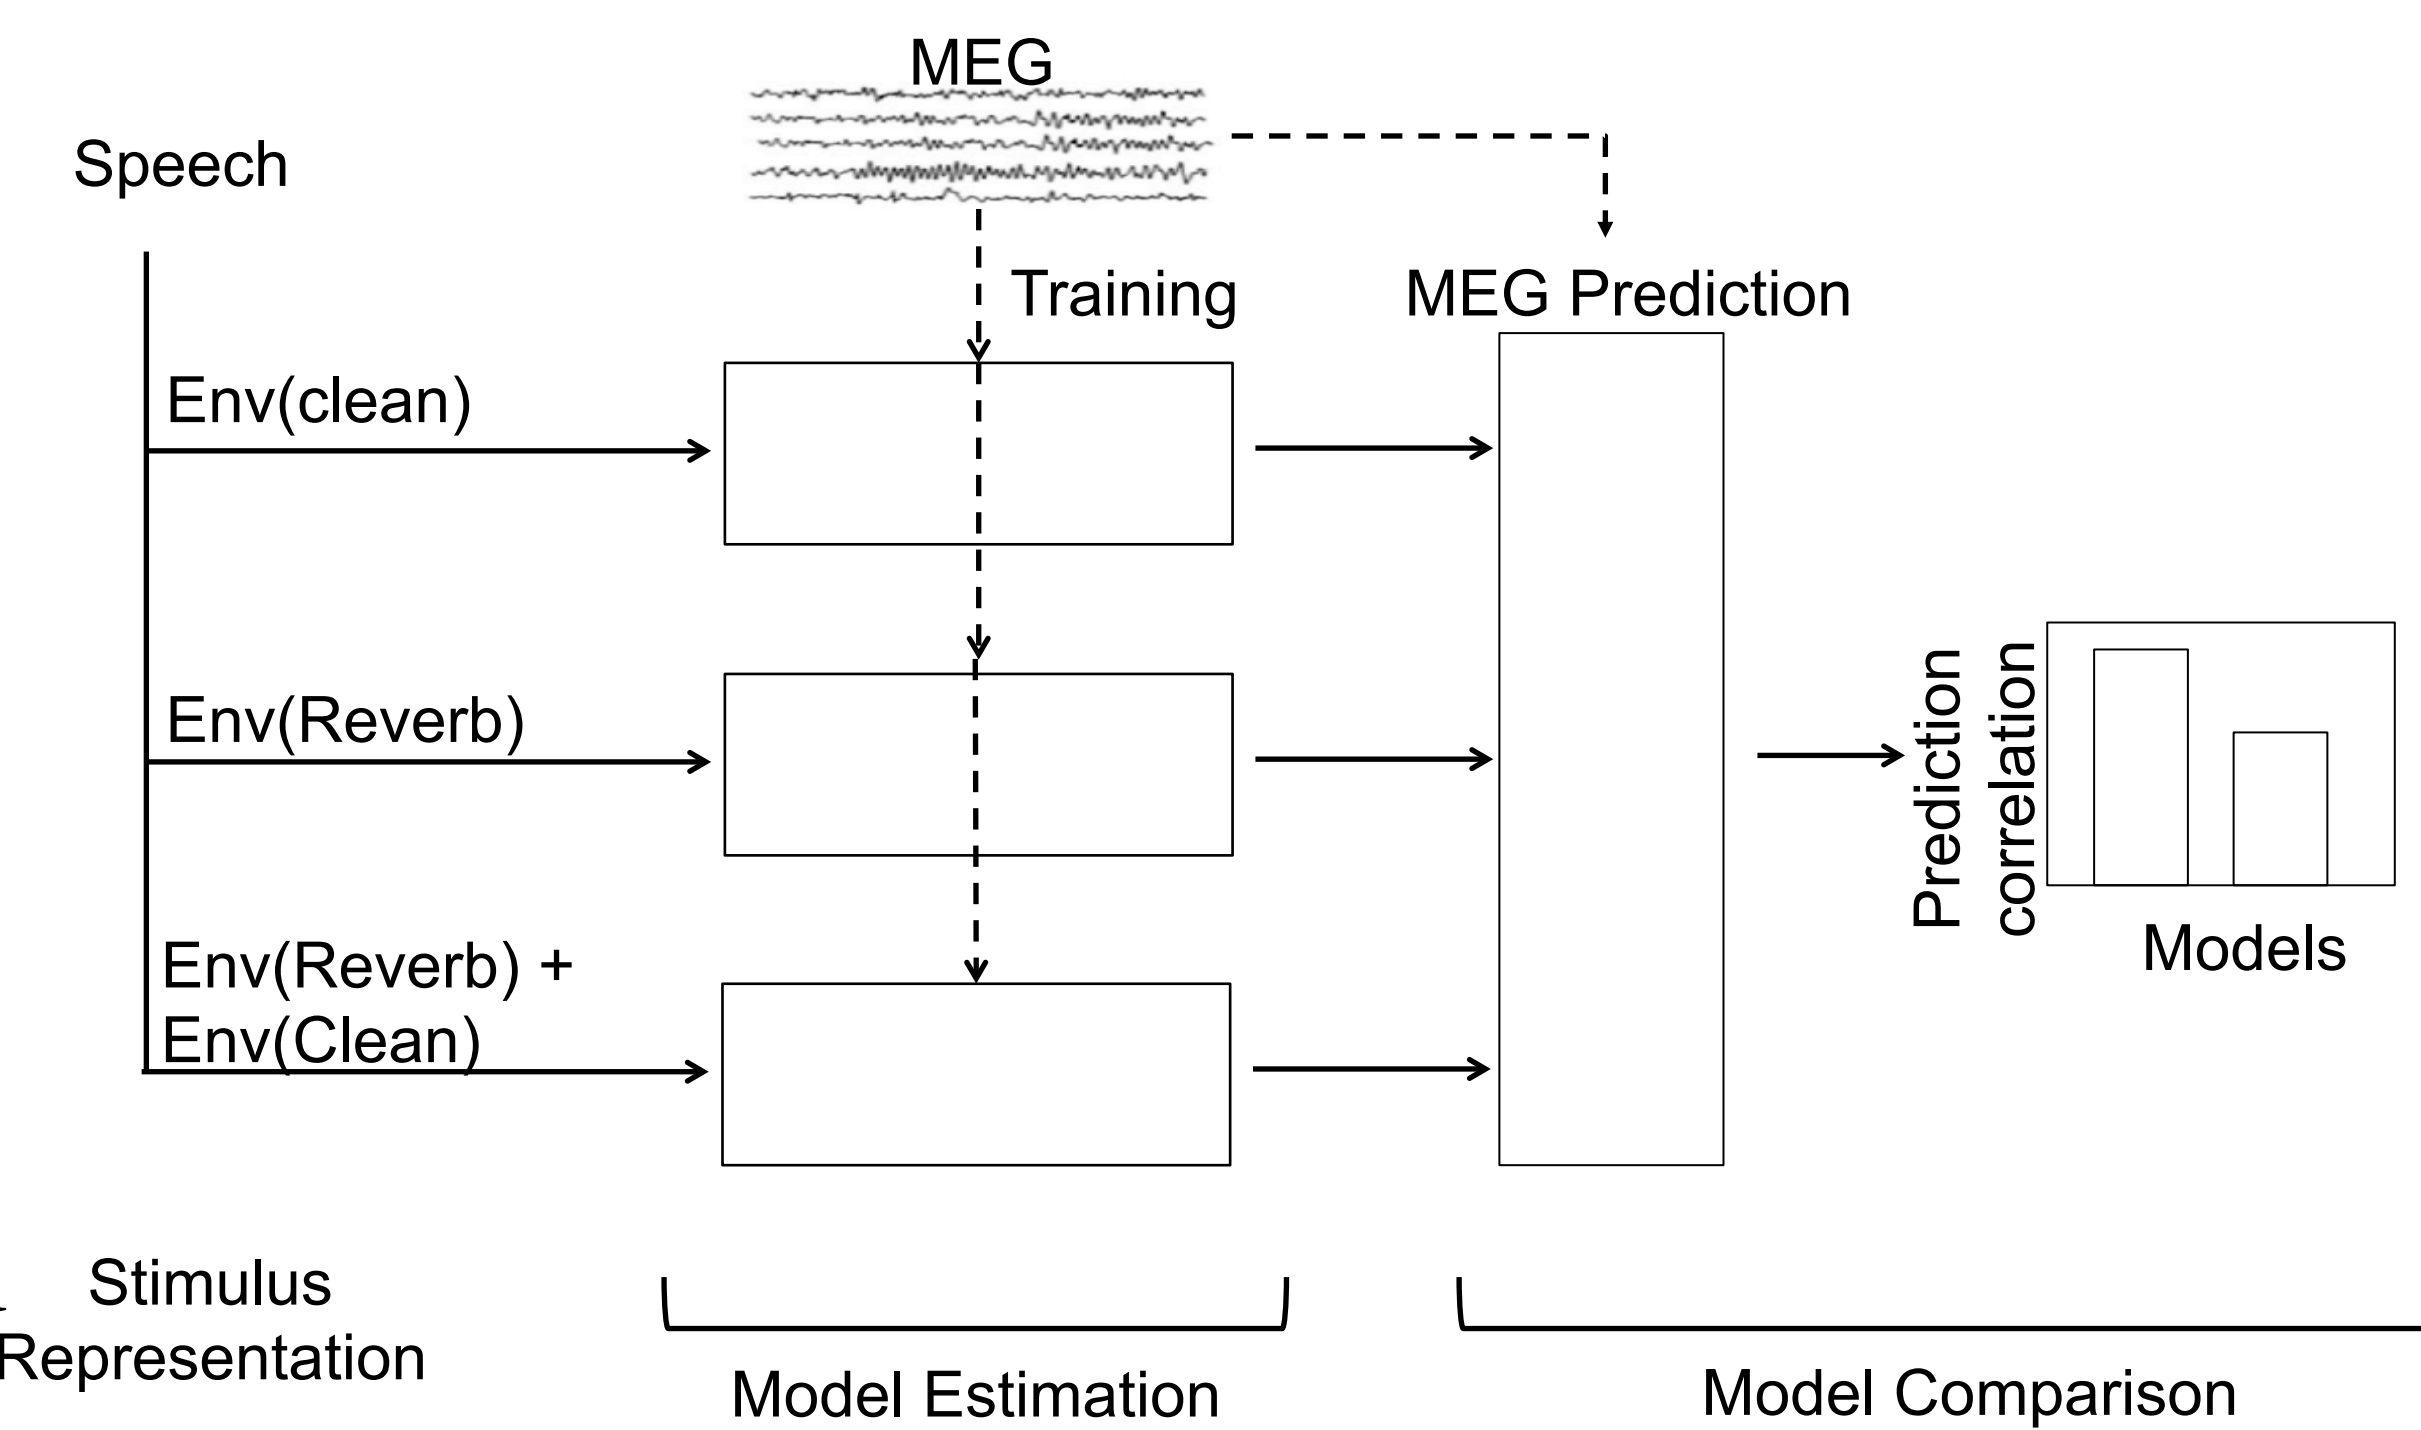 MEG
Speech
Training
MEG Prediction
Env(clean)
Env(Reverb)
Env(Reverb) +
Env(Clean)
Prediction
correlation
Models
Stimulus
Representation
Model Estimation
Model Comparison